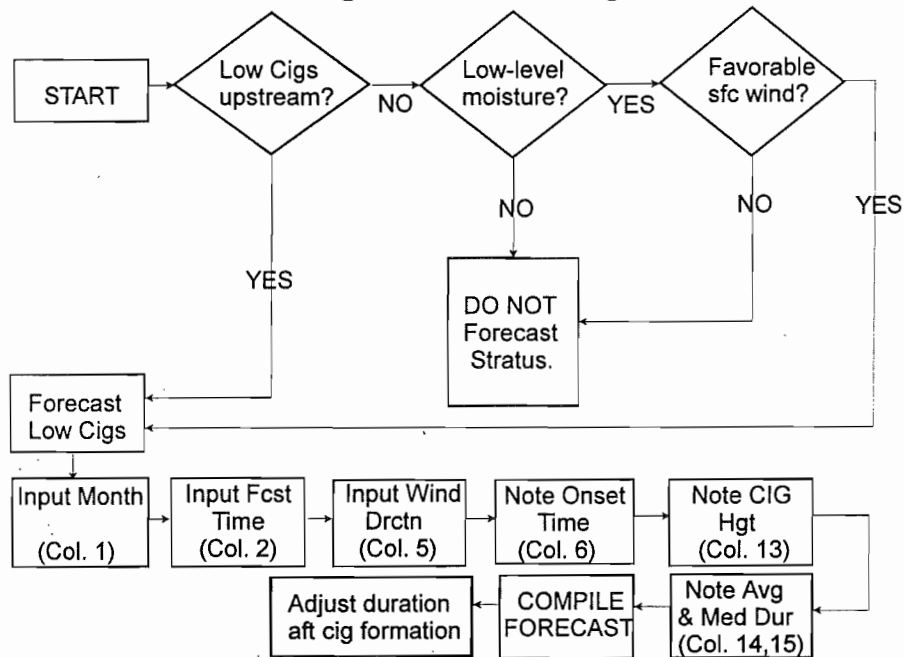 START
Low Cigs
upstream?
NO
Low-level
moisture?
YES
Favorable
sfc wind?
NO
NO
YES
YES
DO NOT
Forecast
Stratus.
Forecast
Low Cigs
Input Month
(Col. 1)
Input Fcst
Time
(Col. 2)
Input Wind
Drctn
(Col. 5)
Note Onset
Time
(Col. 6)
Note CIG
Hgt
(Col. 13)
Note Avg
& Med Dur
(Col. 14,15)
COMPILE
FORECAST
Adjust duration
aft cig formation